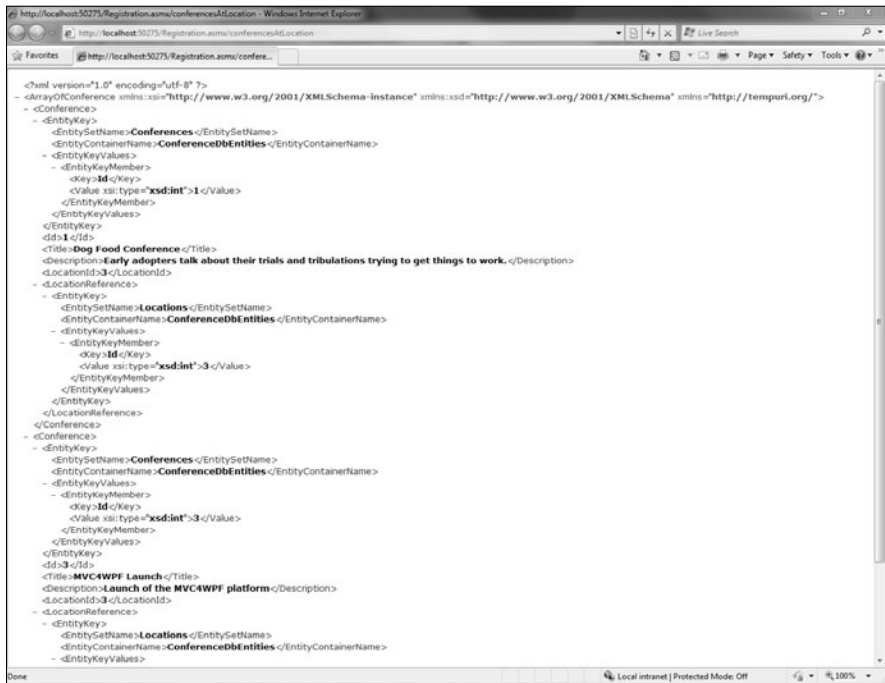 http://localhost:50275/Registration.asmx/conferencesAtLocation - Windows Internet Explorer
http://localhost:50275/Registration.asmx/conferencesAtLocation
Live Search
Favorites
http://localhost:50275/Registration.asmx/confere...
Page
Safety
Tools
<?xml version="1.0" encoding="utf-8" ?>
- <ArrayOfConference xmlns:xsi="http://www.w3.org/2001/XMLSchema-instance" xmlns:xsd="http://www.w3.org/2001/XMLSchema" xmlns="http://tempuri.org/">
- <Conference>
- <EntityKey>
<EntitySetName>Conferences</EntitySetName>
<EntityContainerName>ConferenceDbEntities</EntityContainerName>
- <EntityKeyValues>
- <EntityKeyMember>
<Key>Id</Key>
<Value xsi:type="xsd:int">1</Value>
</EntityKeyMember>
</EntityKeyValues>
</EntityKey>
<Id>1</Id>
<Title>Dog Food Conference</Title>
<Description>Early adopters talk about their trials and tribulations trying to get things to work.</Description>
<LocationId>3</LocationId>
- <LocationReference>
- <EntityKey>
<EntitySetName>Locations</EntitySetName>
<EntityContainerName>ConferenceDbEntities</EntityContainerName>
- <EntityKeyValues>
- <EntityKeyMember>
<Key>Id</Key>
<Value xsi:type="xsd:int">3</Value>
</EntityKeyMember>
</EntityKeyValues>
</EntityKey>
</LocationReference>
</Conference>
- <Conference>
- <EntityKey>
<EntitySetName>Conferences</EntitySetName>
<EntityContainerName>ConferenceDbEntities</EntityContainerName>
- <EntityKeyValues>
- <EntityKeyMember>
<Key>Id</Key>
<Value xsi:type="xsd:int">3</Value>
</EntityKeyMember>
</EntityKeyValues>
</EntityKey>
<Id>3</Id>
<Title>MVC4WPF Launch</Title>
<Description>Launch of the MVC4WPF platform</Description>
<LocationId>3</LocationId>
- <LocationReference>
- <EntityKey>
<EntitySetName>Locations</EntitySetName>
<EntityContainerName>ConferenceDbEntities</EntityContainerName>
- <EntityKeyValues>
Done
Local intranet | Protected Mode: Off
100%